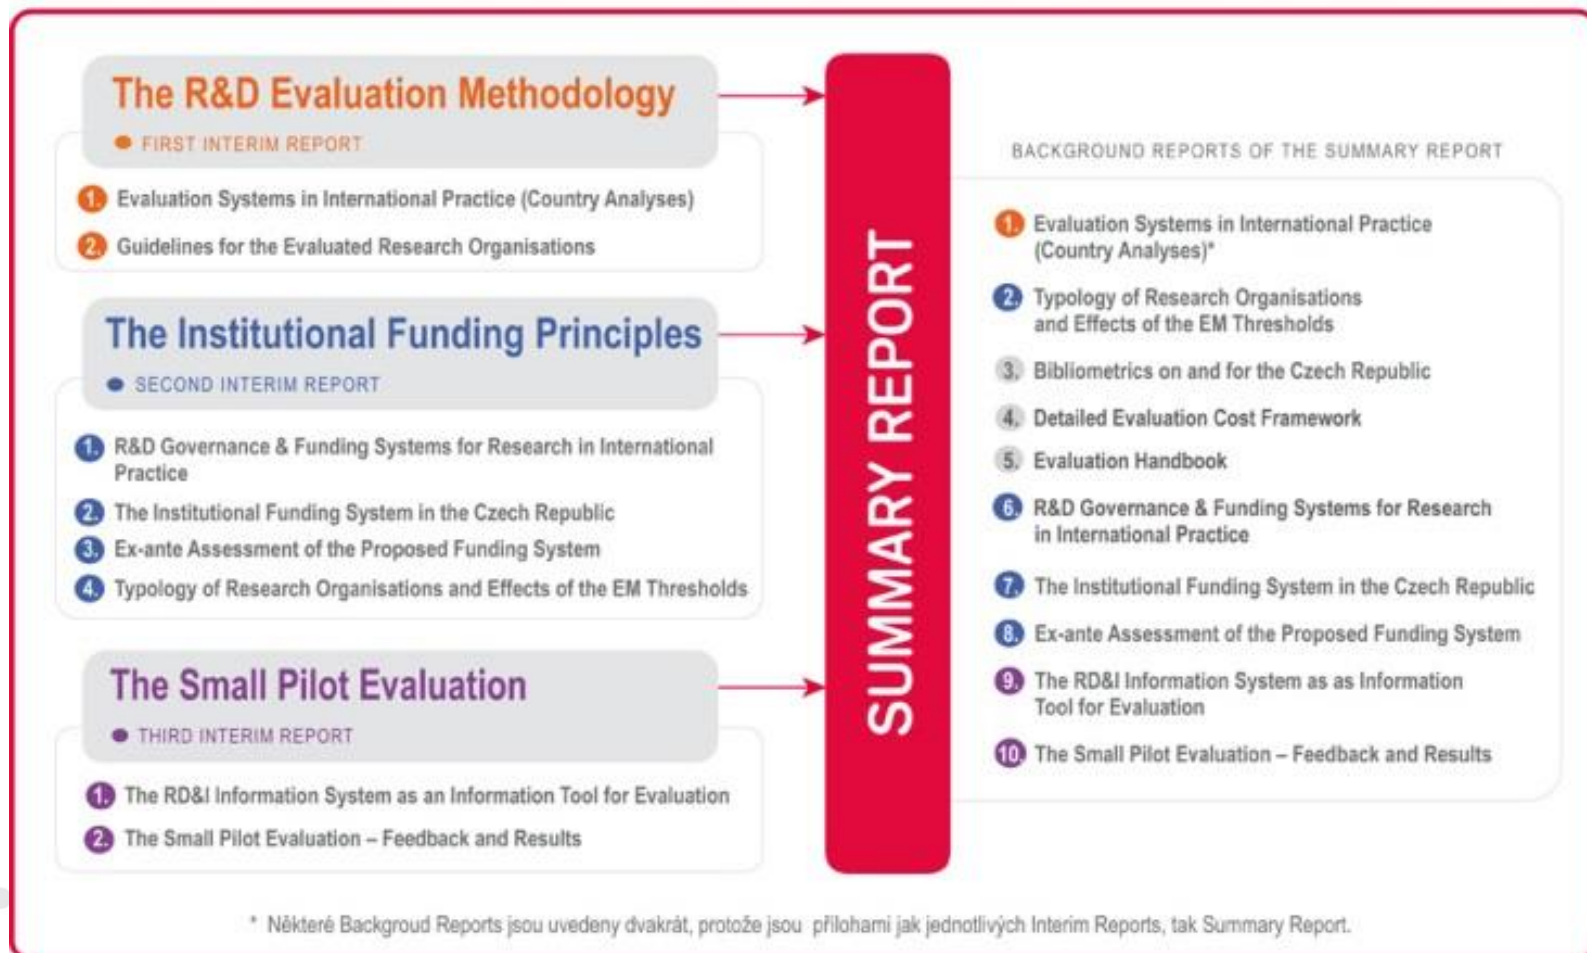 The R&D Evaluation Methodology
● FIRST INTERIM REPORT
1. Evaluation Systems in International Practice (Country Analyses)
2. Guidelines for the Evaluated Research Organisations
The Institutional Funding Principles
● SECOND INTERIM REPORT
1. R&D Governance & Funding Systems for Research in International
Practice
2. The Institutional Funding System in the Czech Republic
3. Ex-ante Assessment of the Proposed Funding System
4. Typology of Research Organisations and Effects of the EM Thresholds
The Small Pilot Evaluation
● THIRD INTERIM REPORT
1. The RD&I Information System as an Information Tool for Evaluation
2. The Small Pilot Evaluation – Feedback and Results
SUMMARY REPORT
BACKGROUND REPORTS OF THE SUMMARY REPORT
1. Evaluation Systems in International Practice
(Country Analyses)*
2. Typology of Research Organisations
and Effects of the EM Thresholds
3. Bibliometrics on and for the Czech Republic
4. Detailed Evaluation Cost Framework
5. Evaluation Handbook
6. R&D Governance & Funding Systems for Research
in International Practice
7. The Institutional Funding System in the Czech Republic
8. Ex-ante Assessment of the Proposed Funding System
9. The RD&I Information System as as Information
Tool for Evaluation
10. The Small Pilot Evaluation – Feedback and Results
* Některé Backgroud Reports jsou uvedeny dvakrát, protože jsou přilohami jak jednotlivých Interim Reports, tak Summary Report.